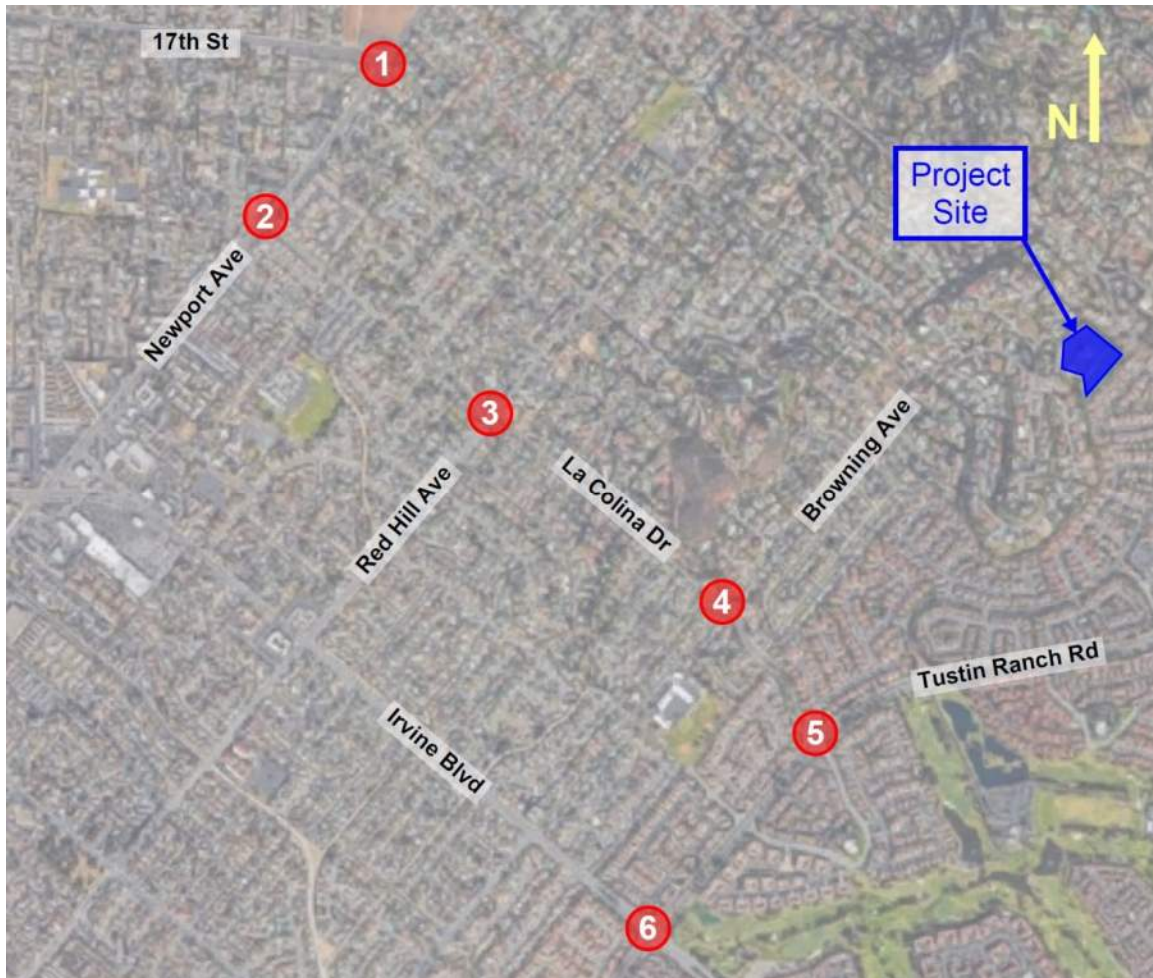 17th St
1
N
Project
Site
2
Newport Ave
3
Browning Ave
La Colina Dr
Red Hill Ave
4
Tustin Ranch Rd
5
Irvine Blvd
6